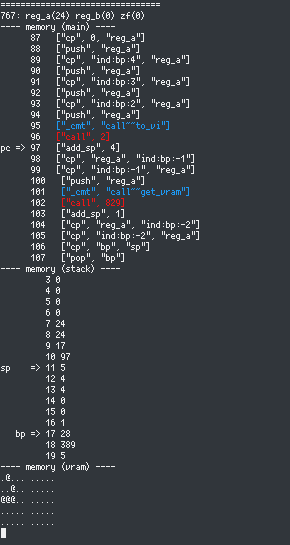 ================================
767: reg_a(24) reg_b(0) zf(0)
---- memory (main) ----
87 ["cp", 0, "reg_a"]
88 ["push", "reg_a"]
89 ["cp", "ind:bp:4", "reg_a"]
90 ["push", "reg_a"]
91 ["cp", "ind:bp:3", "reg_a"]
92 ["push", "reg_a"]
93 ["cp", "ind:bp:2", "reg_a"]
94 ["push", "reg_a"]
95 ["_cmt", "call~~to_vi"]
96 ["call", 2]
pc => 97 ["add_sp", 4]
98 ["cp", "reg_a", "ind:bp:-1"]
99 ["cp", "ind:bp:-1", "reg_a"]
100 ["push", "reg_a"]
101 ["_cmt", "call~~get_vram"]
102 ["call", 829]
103 ["add_sp", 1]
104 ["cp", "reg_a", "ind:bp:-2"]
105 ["cp", "ind:bp:-2", "reg_a"]
106 ["cp", "bp", "sp"]
107 ["pop", "bp"]
---- memory (stack) ----
3 0
4 0
5 0
6 0
7 24
8 24
9 17
10 97
sp => 11 5
12 4
13 4
14 0
15 0
16 1
bp => 17 28
18 389
19 5
---- memory (vram) ----
.@... .....
..@.. .....
@@@.. .....
..... .....
..... .....